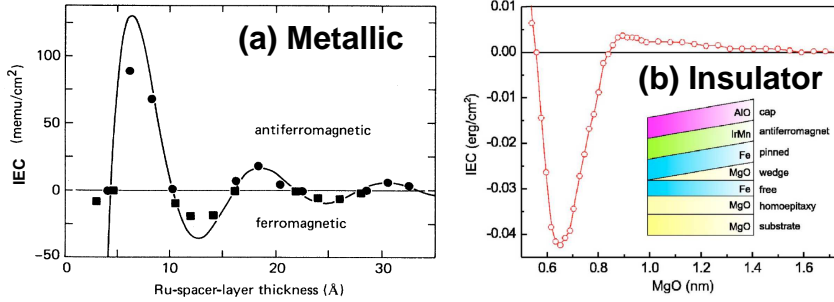 (a) Metallic
IEC (memu/cm²)
100
50
0
−50
antiferromagnetic
ferromagnetic
0
10
20
30
Ru-spacer-layer thickness (Å)
(b) Insulator
IEC (erg/cm²)
0.01
0.00
-0.01
-0.02
-0.03
-0.04
AlO cap
IrMn antiferromagnet
Fe pinned
MgO wedge
Fe free
MgO homoepitaxy
MgO substrate
0.6
0.8
1.0
1.2
1.4
1.6
MgO (nm)